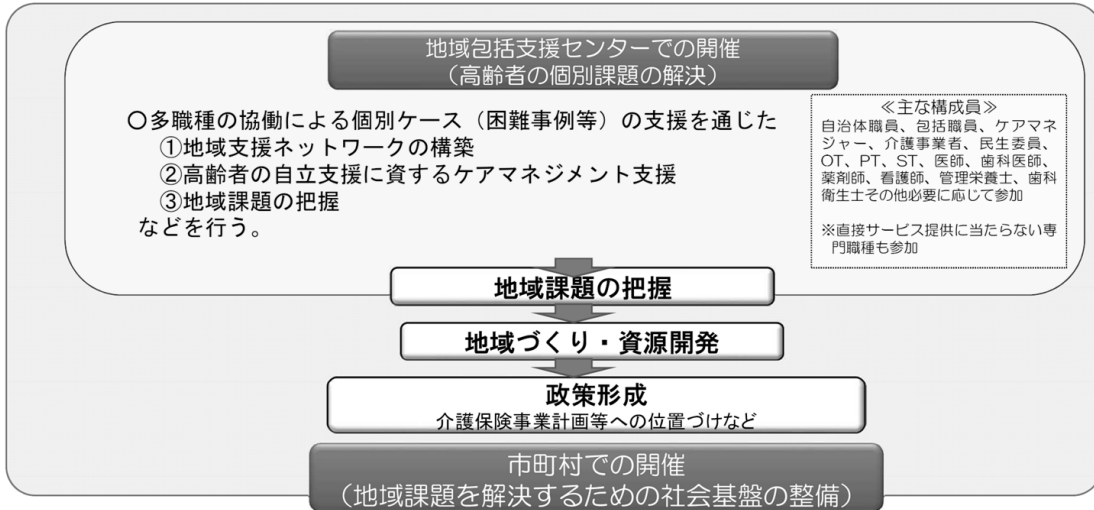 地域包括支援センターでの開催
（高齢者の個別課題の解決）
〇多職種の協働による個別ケース（困難事例等）の支援を通じた
①地域支援ネットワークの構築
②高齢者の自立支援に資するケアマネジメント支援
③地域課題の把握
などを行う。
≪主な構成員≫
自治体職員、包括職員、ケアマネ
ジャー、介護事業者、民生委員、
OT、PT、ST、医師、歯科医師、
薬剤師、看護師、管理栄養士、歯科
衛生士その他必要に応じて参加
※直接サービス提供に当たらない専
門職種も参加
地域課題の把握
地域づくり・資源開発
政策形成
介護保険事業計画等への位置づけなど
市町村での開催
（地域課題を解決するための社会基盤の整備）